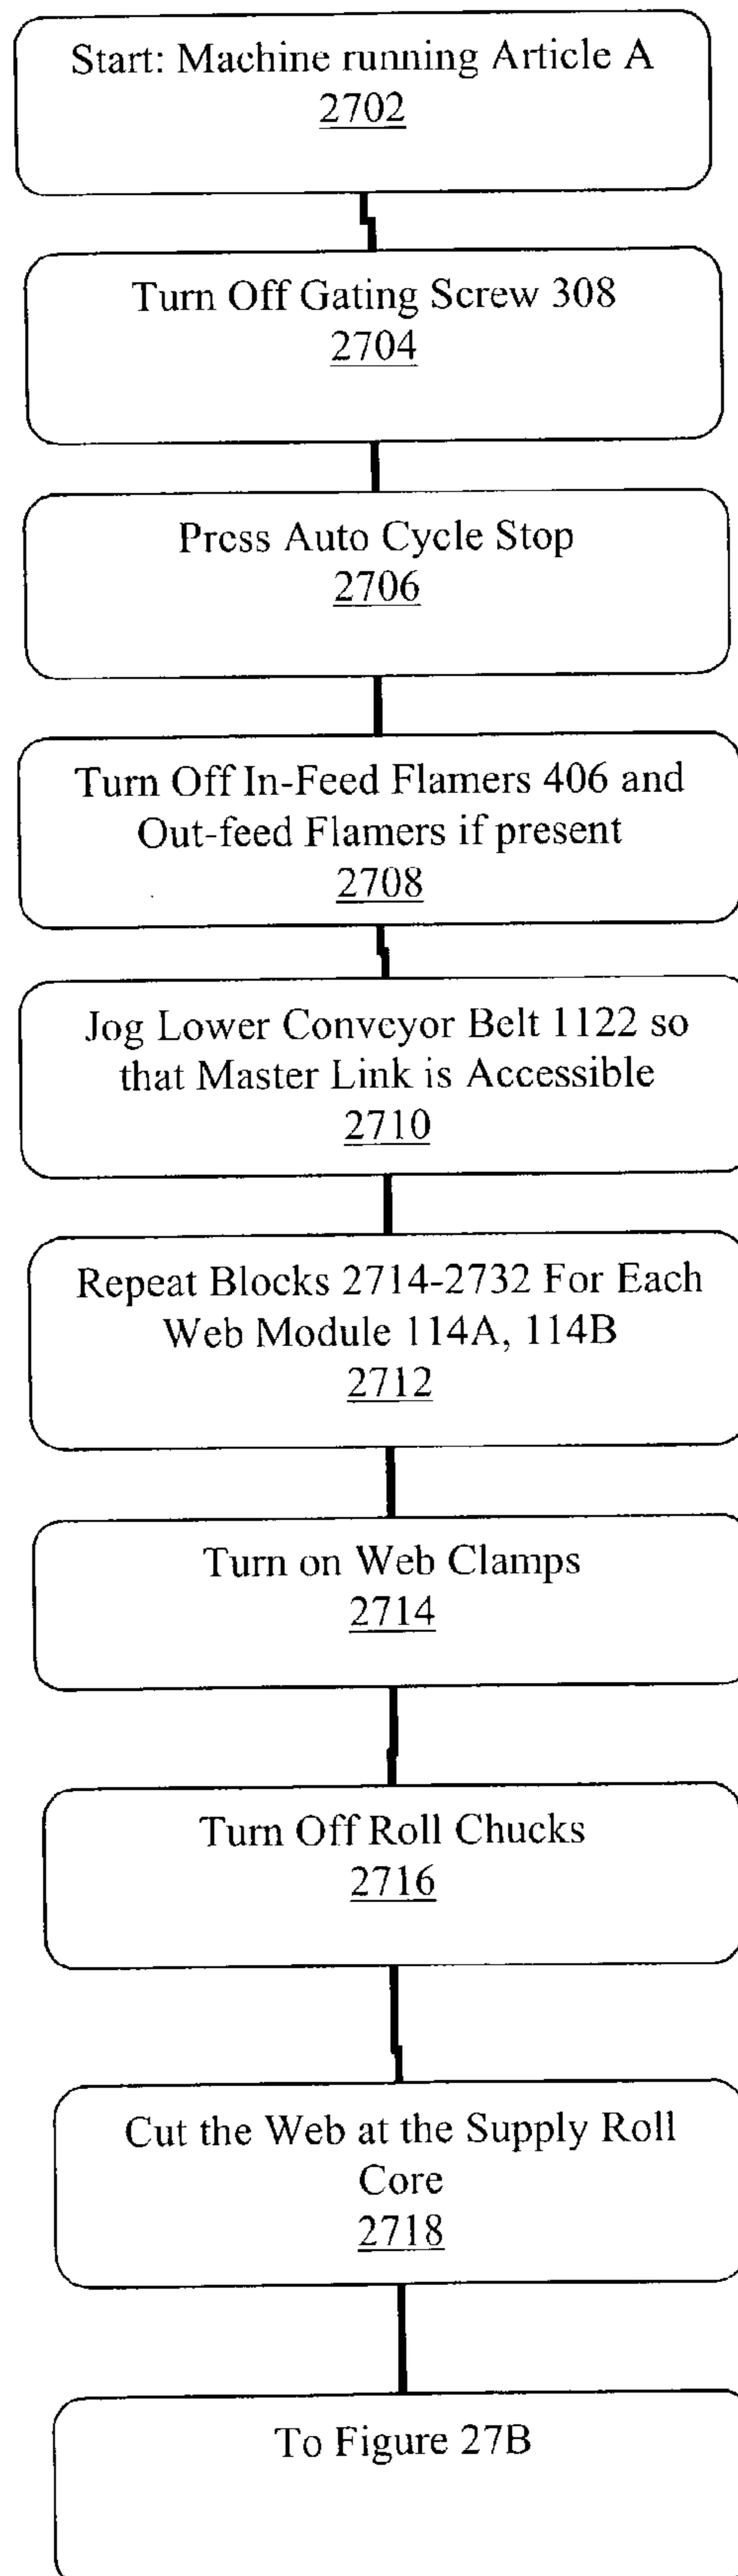 Start: Machine running Article A
2702
Turn Off Gating Screw 308
2704
Press Auto Cycle Stop
2706
Turn Off In-Feed Flamers 406 and
Out-feed Flamers if present
2708
Jog Lower Conveyor Belt 1122 so
that Master Link is Accessible
2710
Repeat Blocks 2714-2732 For Each
Web Module 114A, 114B
2712
Turn on Web Clamps
2714
Turn Off Roll Chucks
2716
Cut the Web at the Supply Roll
Core
2718
To Figure 27B